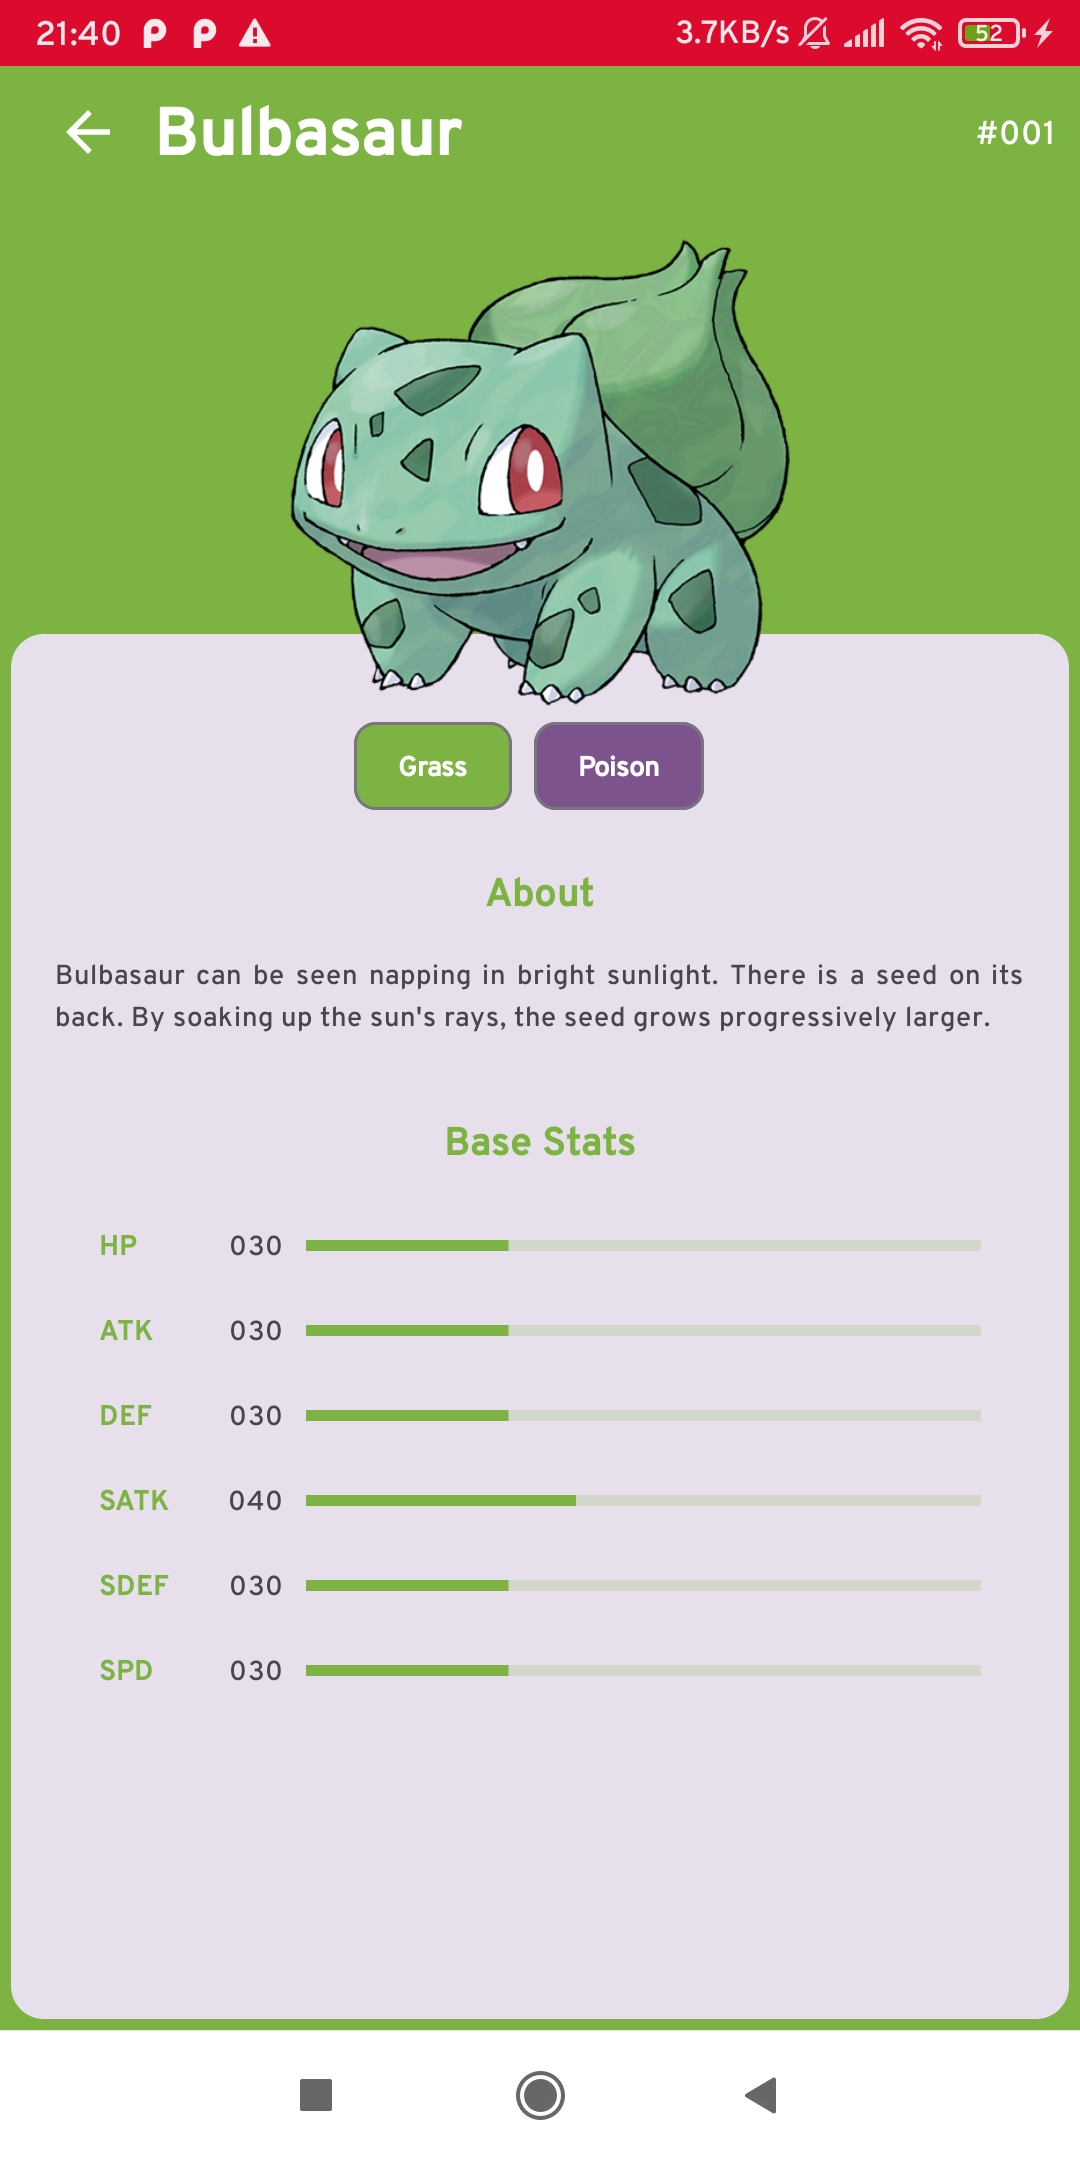 21:40 3.7KB/s 52
Bulbasaur #001
Grass Poison
About
Bulbasaur can be seen napping in bright sunlight. There is a seed on its
back. By soaking up the sun's rays, the seed grows progressively larger.
Base Stats
HP 030
ATK 030
DEF 030
SATK 040
SDEF 030
SPD 030